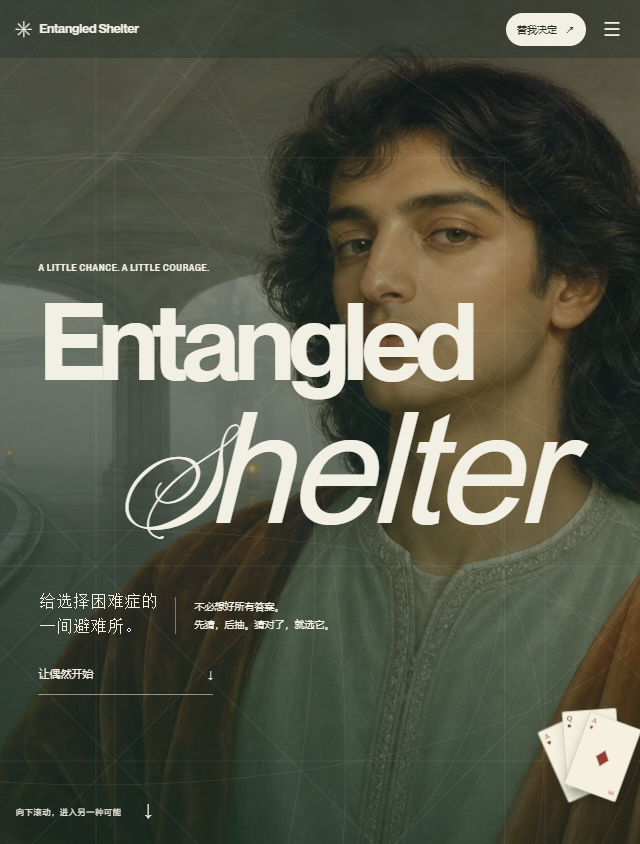 Entangled Shelter
替我决定 ↗
A LITTLE CHANCE. A LITTLE COURAGE.
Entangled
Shelter
给选择困难症的
一间避难所。
不必想好所有答案。
先猜，后抽。猜对了，就选它。
让偶然开始 ↓
A
Q
A
向下滚动，进入另一种可能 ↓